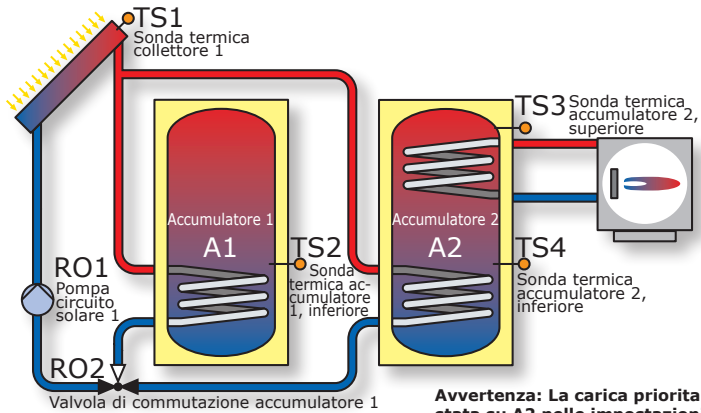 TS1
Sonda termica
collettore 1
TS3
Sonda termica
accumulatore 2,
superiore
Accumulatore 1
A1
Accumulatore 2
A2
TS2
Sonda
termica ac-
cumulatore
1, inferiore
TS4
Sonda termica
accumulatore 2,
inferiore
RO1
Pompa
circuito
solare 1
RO2
Valvola di commutazione accumulatore 1
Avvertenza: La carica priorita